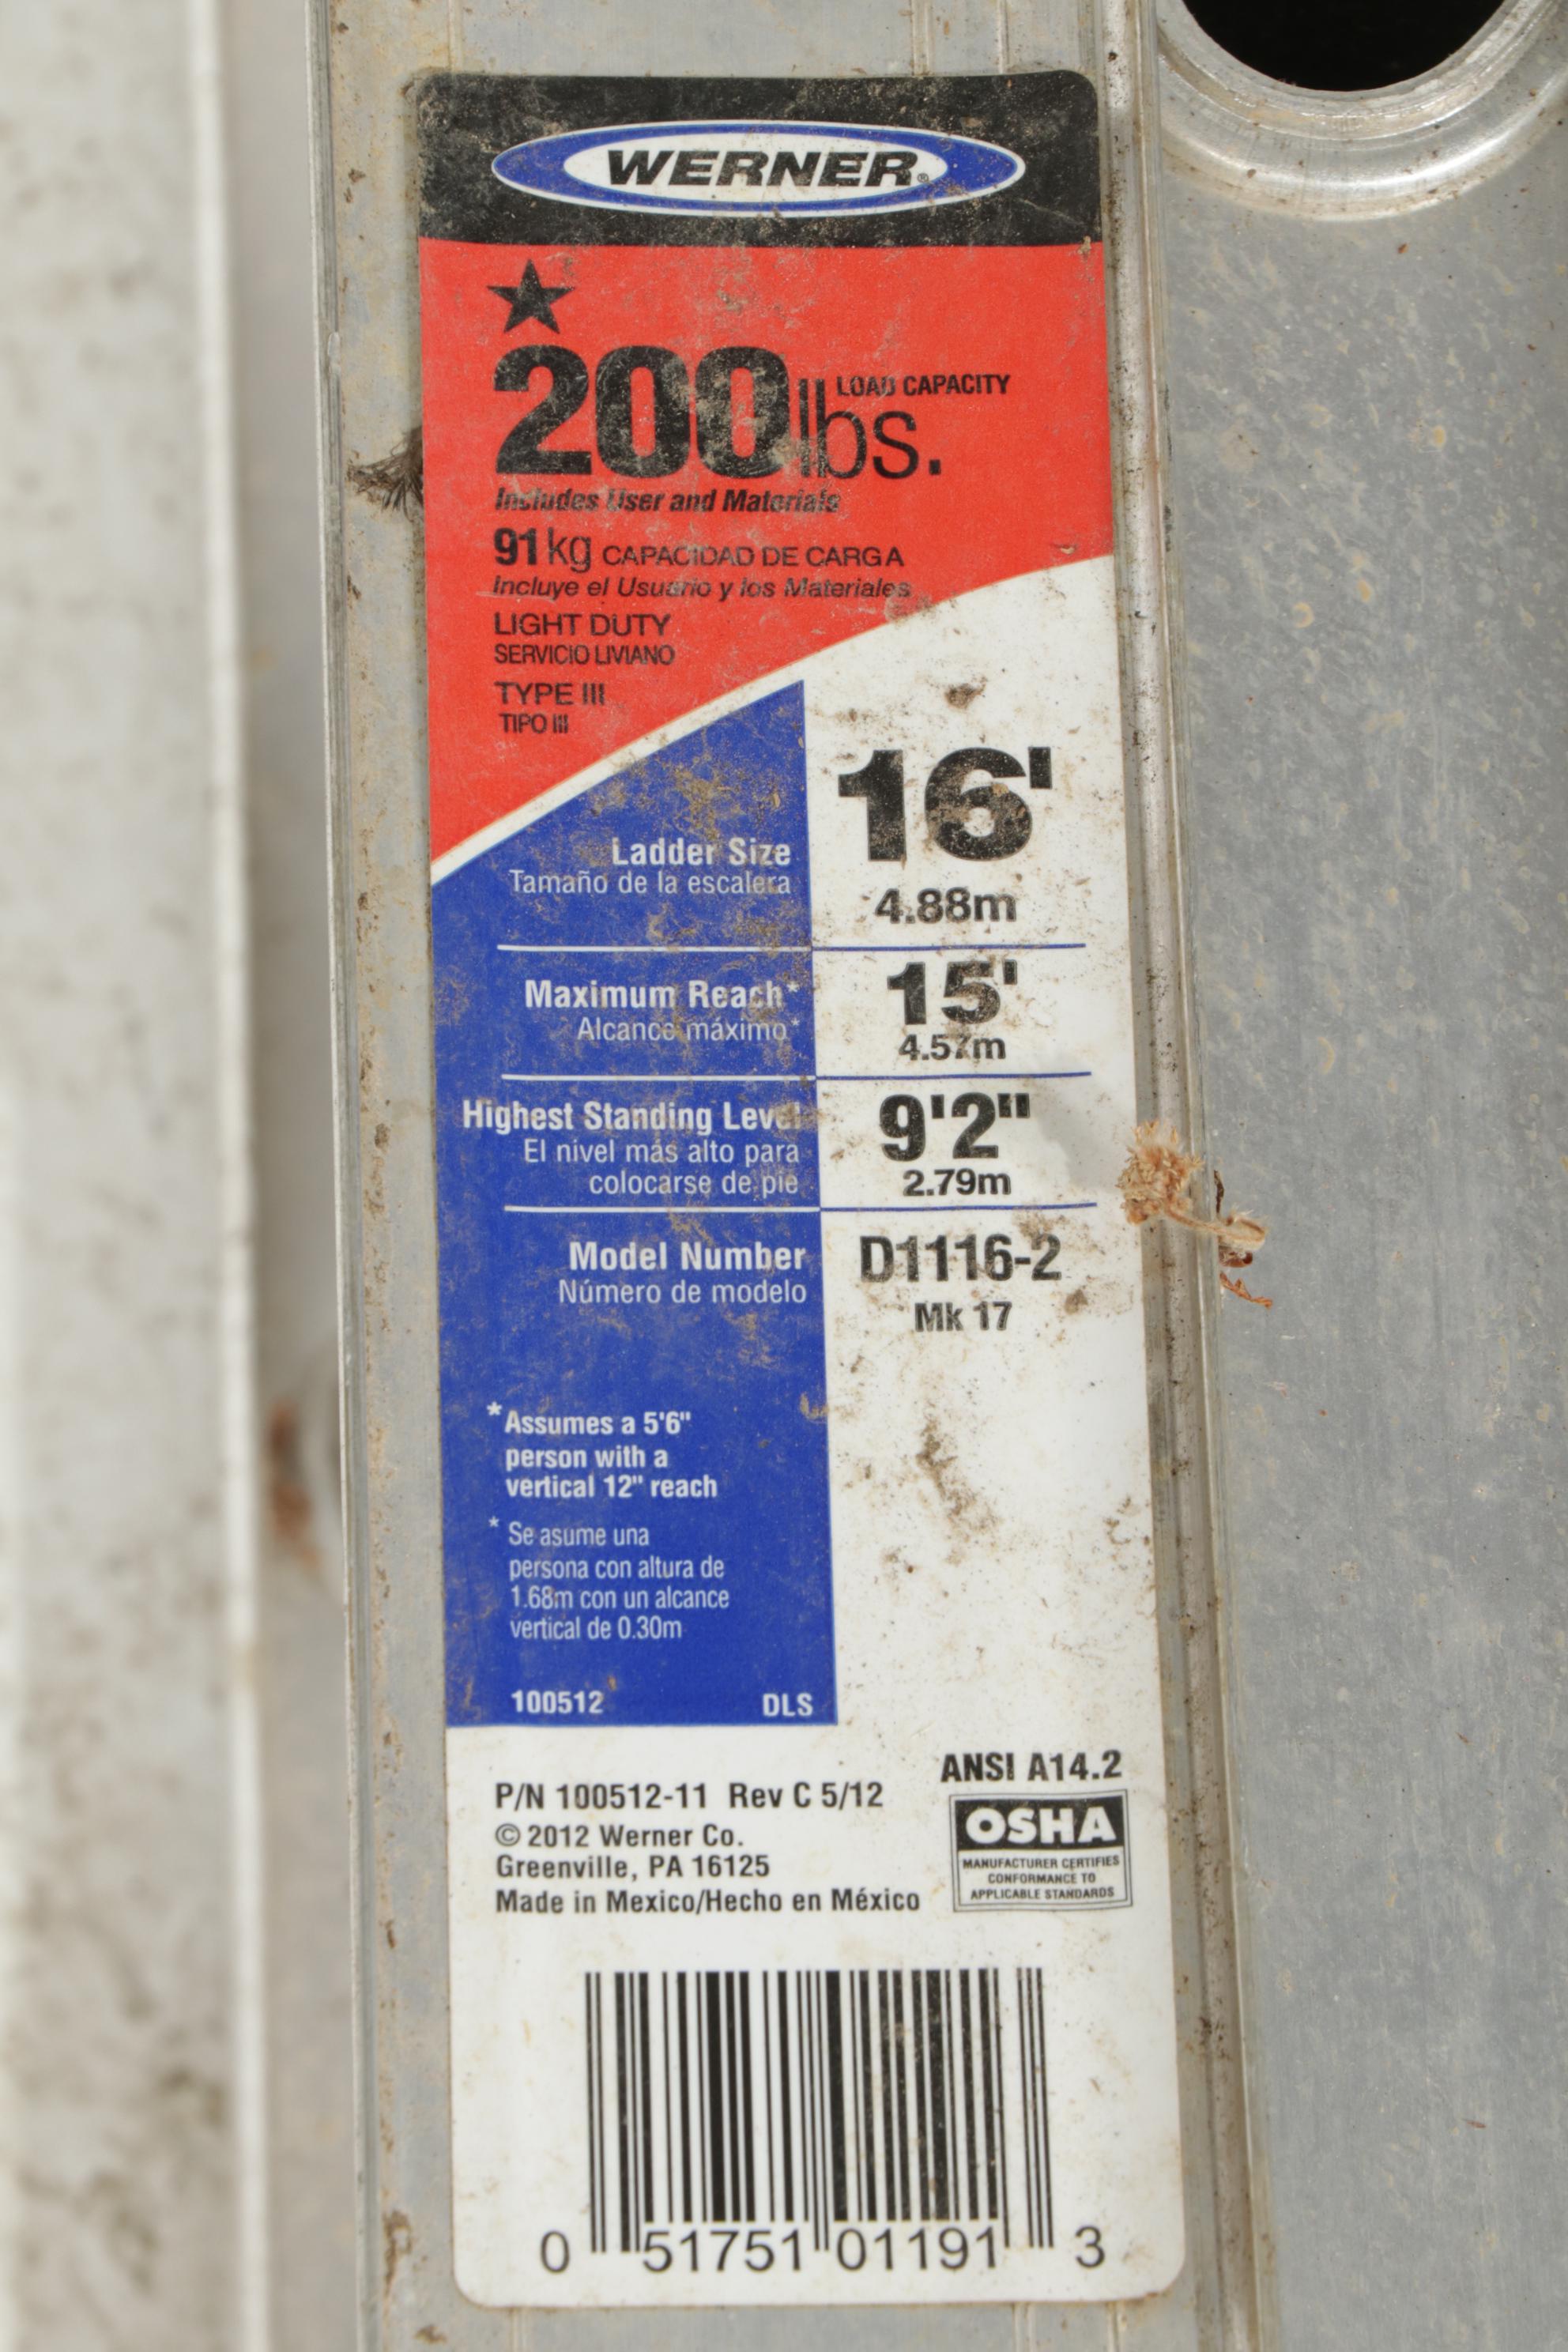 WERNER®
200 lbs. LOAD CAPACITY
Includes User and Materials
91 kg CAPACIDAD DE CARGA
Incluye el Usuario y los Materiales
LIGHT DUTY
SERVICIO LIVIANO
TYPE III
TIPO III
Ladder Size
Tamaño de la escalera
16'
4.88m
Maximum Reach*
Alcance máximo*
15'
4.57m
Highest Standing Level
El nivel más alto para
colocarse de pie
9'2"
2.79m
Model Number
Número de modelo
D1116-2
Mk 17
*Assumes a 5'6"
person with a
vertical 12" reach
* Se asume una
persona con altura de
1.68m con un alcance
vertical de 0.30m
100512 DLS
P/N 100512-11 Rev C 5/12
© 2012 Werner Co.
Greenville, PA 16125
Made in Mexico/Hecho en México
ANSI A14.2
OSHA
MANUFACTURER CERTIFIES
CONFORMANCE TO
APPLICABLE STANDARDS
0 51751 01191 3